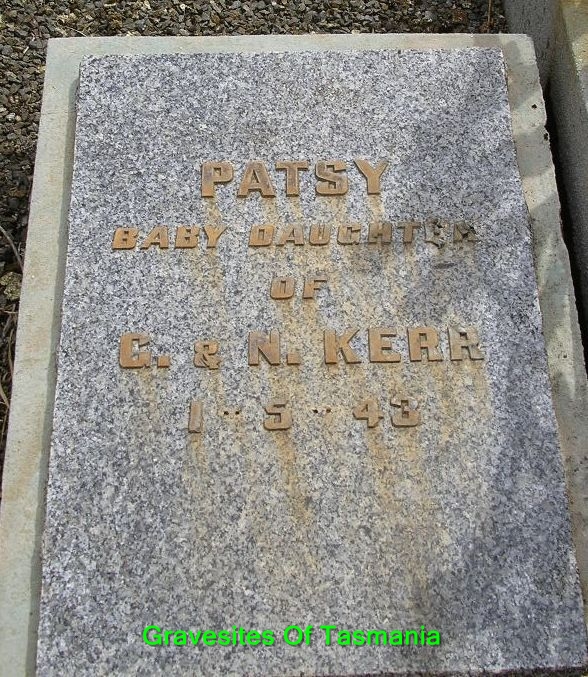 PATSY
BABY DAUGHTER
OF
C. & N. KERR
1 ·· 5 ·· 43
Gravesites Of Tasmania